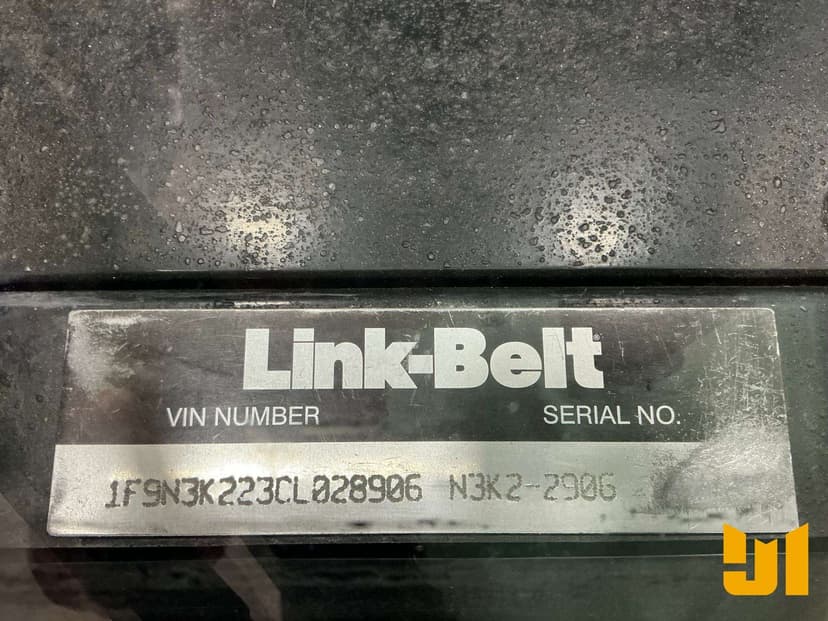 Link-Belt®
VIN NUMBER SERIAL NO.
1F9N3K223CL028906 N3K2-2906